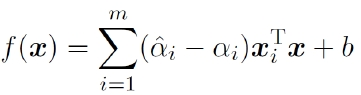 f(𝒙) = ∑_{i=1}^{m} (α̂_i − α_i) 𝒙_i^T 𝒙 + b